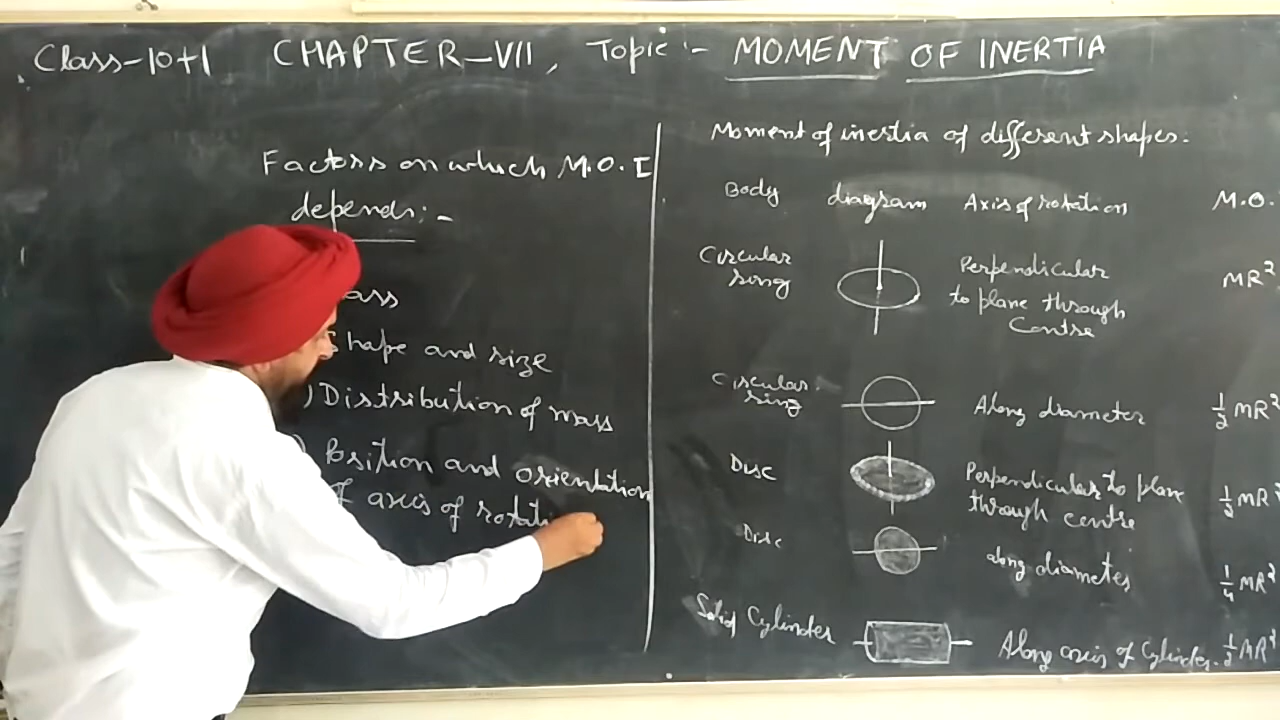 Class-10+1 CHAPTER-VII, Topic:- MOMENT OF INERTIA
Factors on which M.O.I
depends:-
ass
Shape and size
) Distribution of mass
) Position and orientation
of axis of rotati
Moment of inertia of different shapes.
Body diagram Axis of rotation M.O.
Circular
ring
Perpendicular
to plane through
Centre
MR²
Circular
ring
Along diameter
1/2 MR²
Disc
Perpendicular to plane
through centre
1/2 MR²
Disc
along diameter
1/4 MR²
Solid Cylinder
Along axis of Cylinder.
1/2 MR²